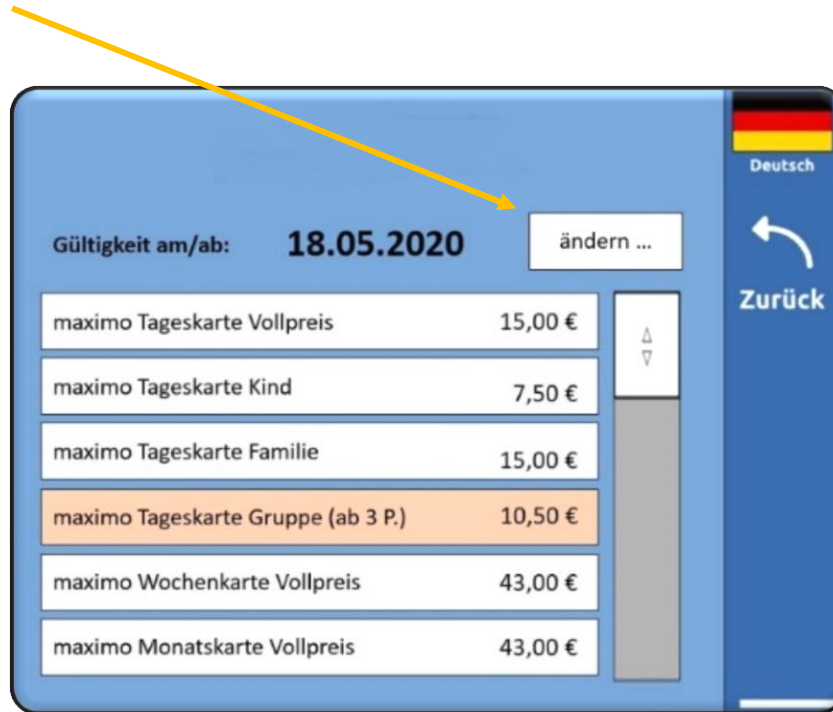 Deutsch
Gültigkeit am/ab: 18.05.2020 ändern ...
Zurück
maximo Tageskarte Vollpreis 15,00 €
maximo Tageskarte Kind 7,50 €
maximo Tageskarte Familie 15,00 €
maximo Tageskarte Gruppe (ab 3 P.) 10,50 €
maximo Wochenkarte Vollpreis 43,00 €
maximo Monatskarte Vollpreis 43,00 €